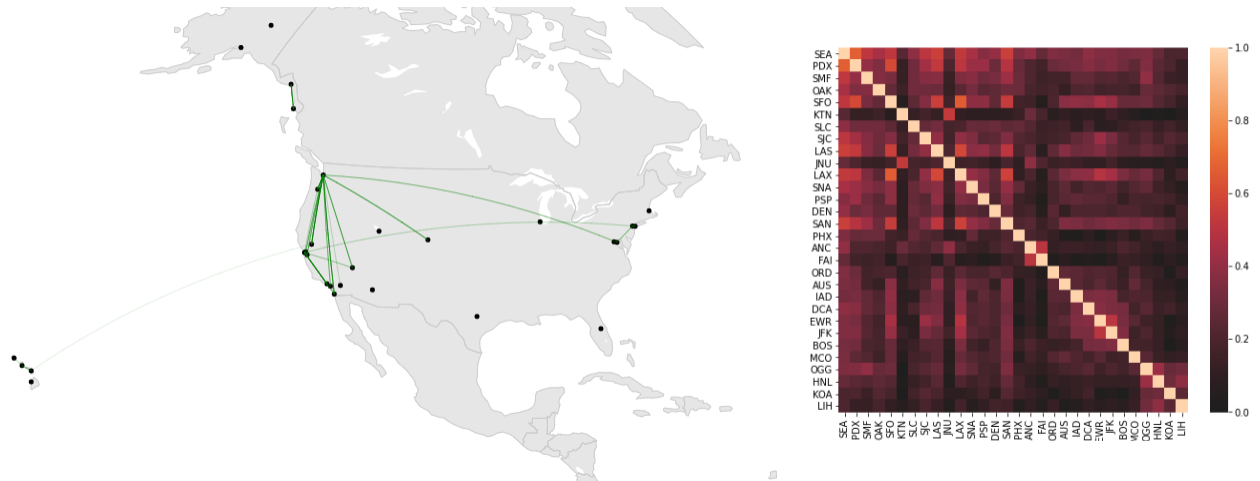 SEA
PDX
SMF
OAK
SFO
KTN
SLC
SJC
LAS
JNU
LAX
SNA
PSP
DEN
SAN
PHX
ANC
FAI
ORD
AUS
IAD
DCA
EWR
JFK
BOS
MCO
OGG
HNL
KOA
LIH
SEA PDX SMF OAK SFO KTN SLC SJC LAS JNU LAX SNA PSP DEN SAN PHX ANC FAI ORD AUS IAD DCA EWR JFK BOS MCO OGG HNL KOA LIH
1.0
0.8
0.6
0.4
0.2
0.0